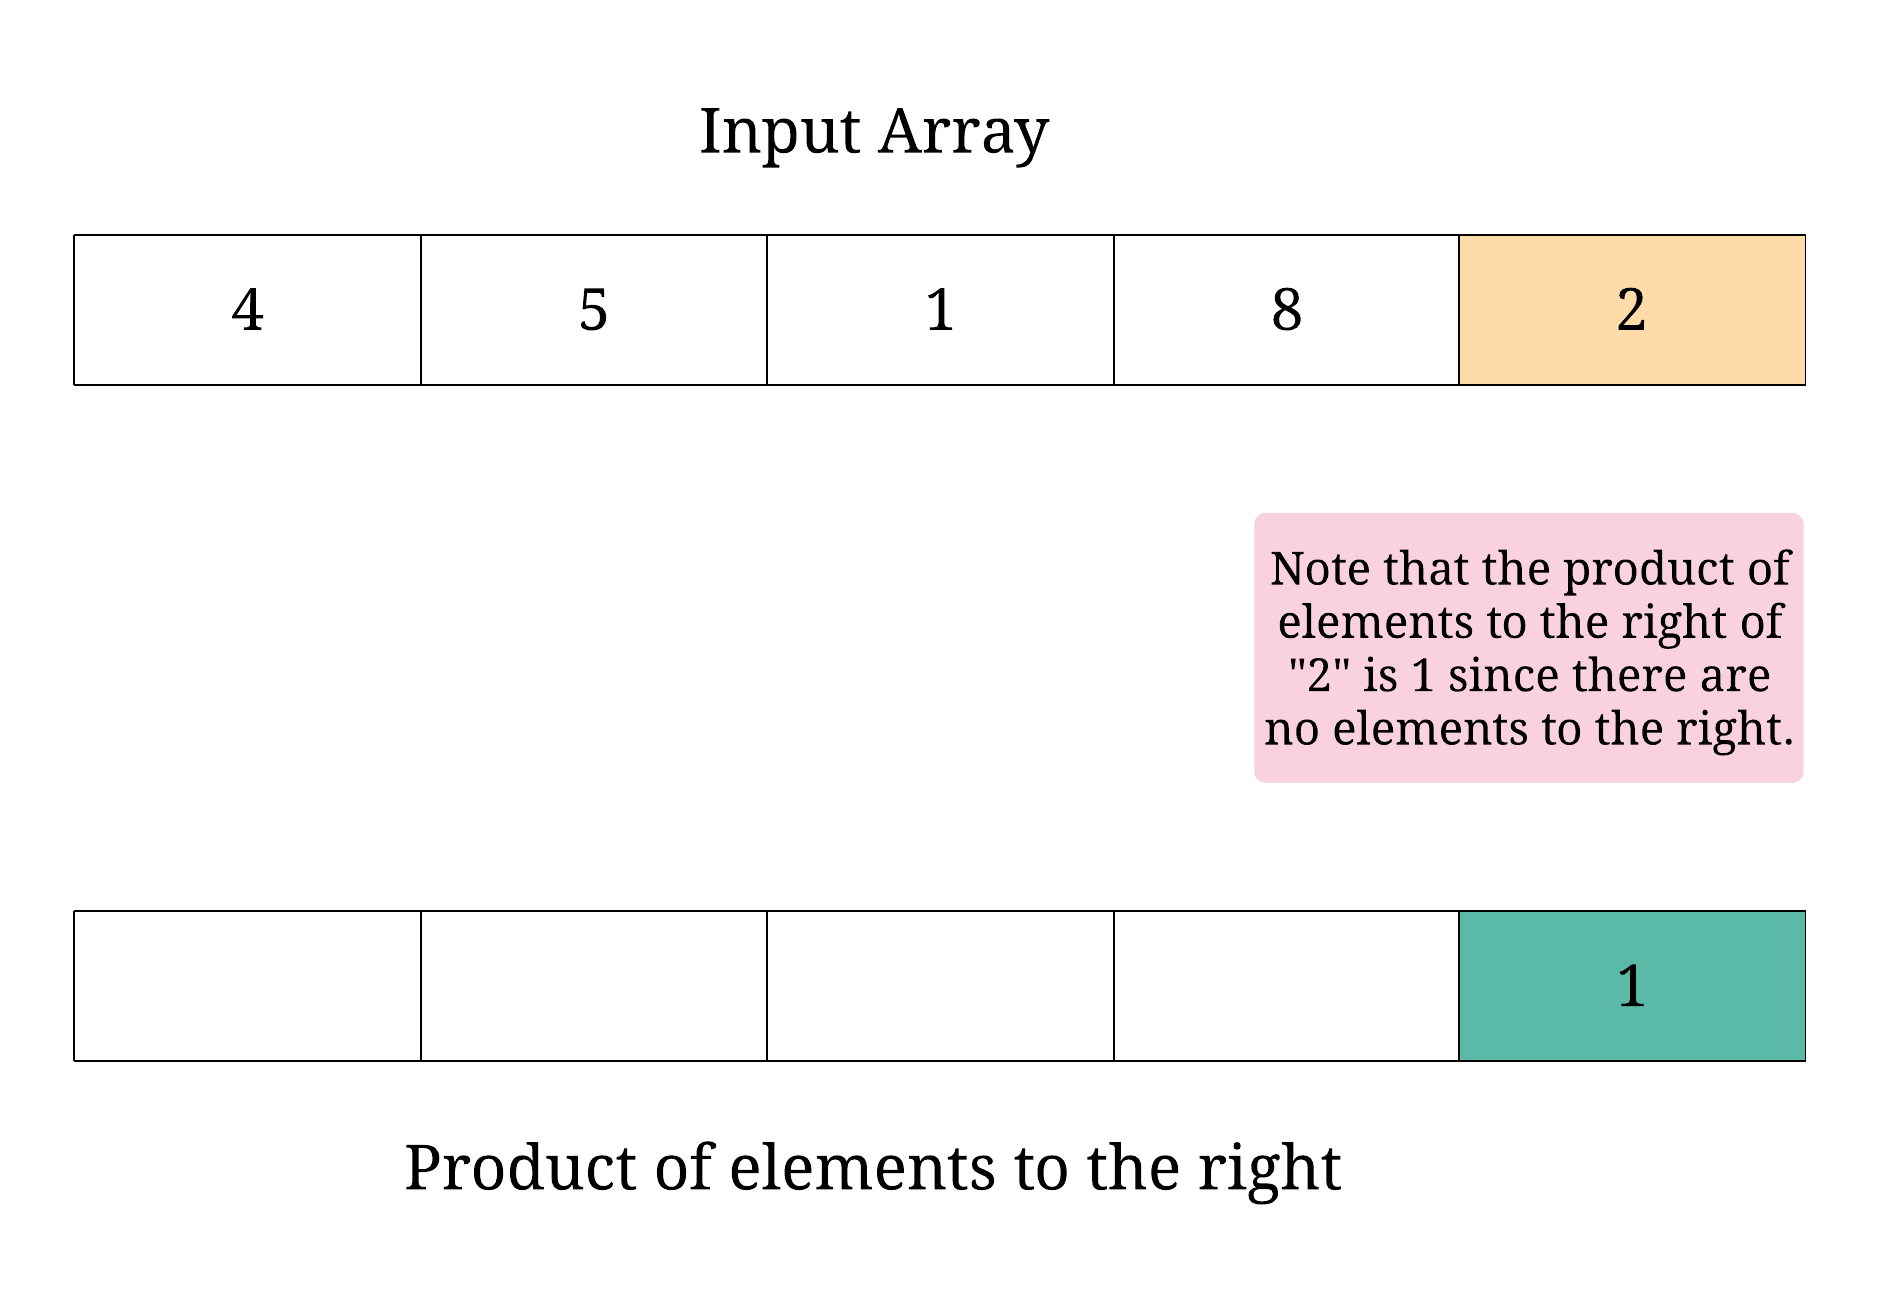 Input Array
4 5 1 8 2
Note that the product of
elements to the right of
"2" is 1 since there are
no elements to the right.
1
Product of elements to the right